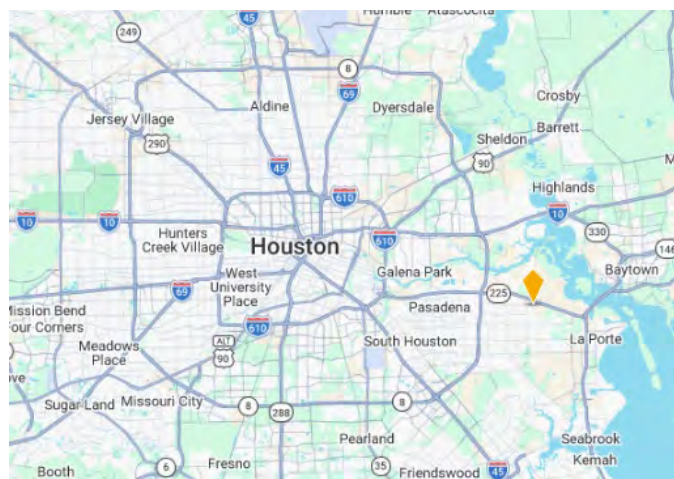 Humble
Atascocita
45
249
8
69
Crosby
Aldine
Dyersdale
Jersey Village
Barrett
Sheldon
290
45
90
610
Highlands
10
10
10
330
Hunters
Creek Village
610
Houston
146
Galena Park
Baytown
West
University
Place
69
225
Pasadena
Mission Bend
Four Corners
610
ALT
90
South Houston
La Porte
Meadows
Place
Sugar Land
Missouri City
8
8
288
Pearland
Seabrook
Kemah
Booth
6
Fresno
35
Friendswood
45